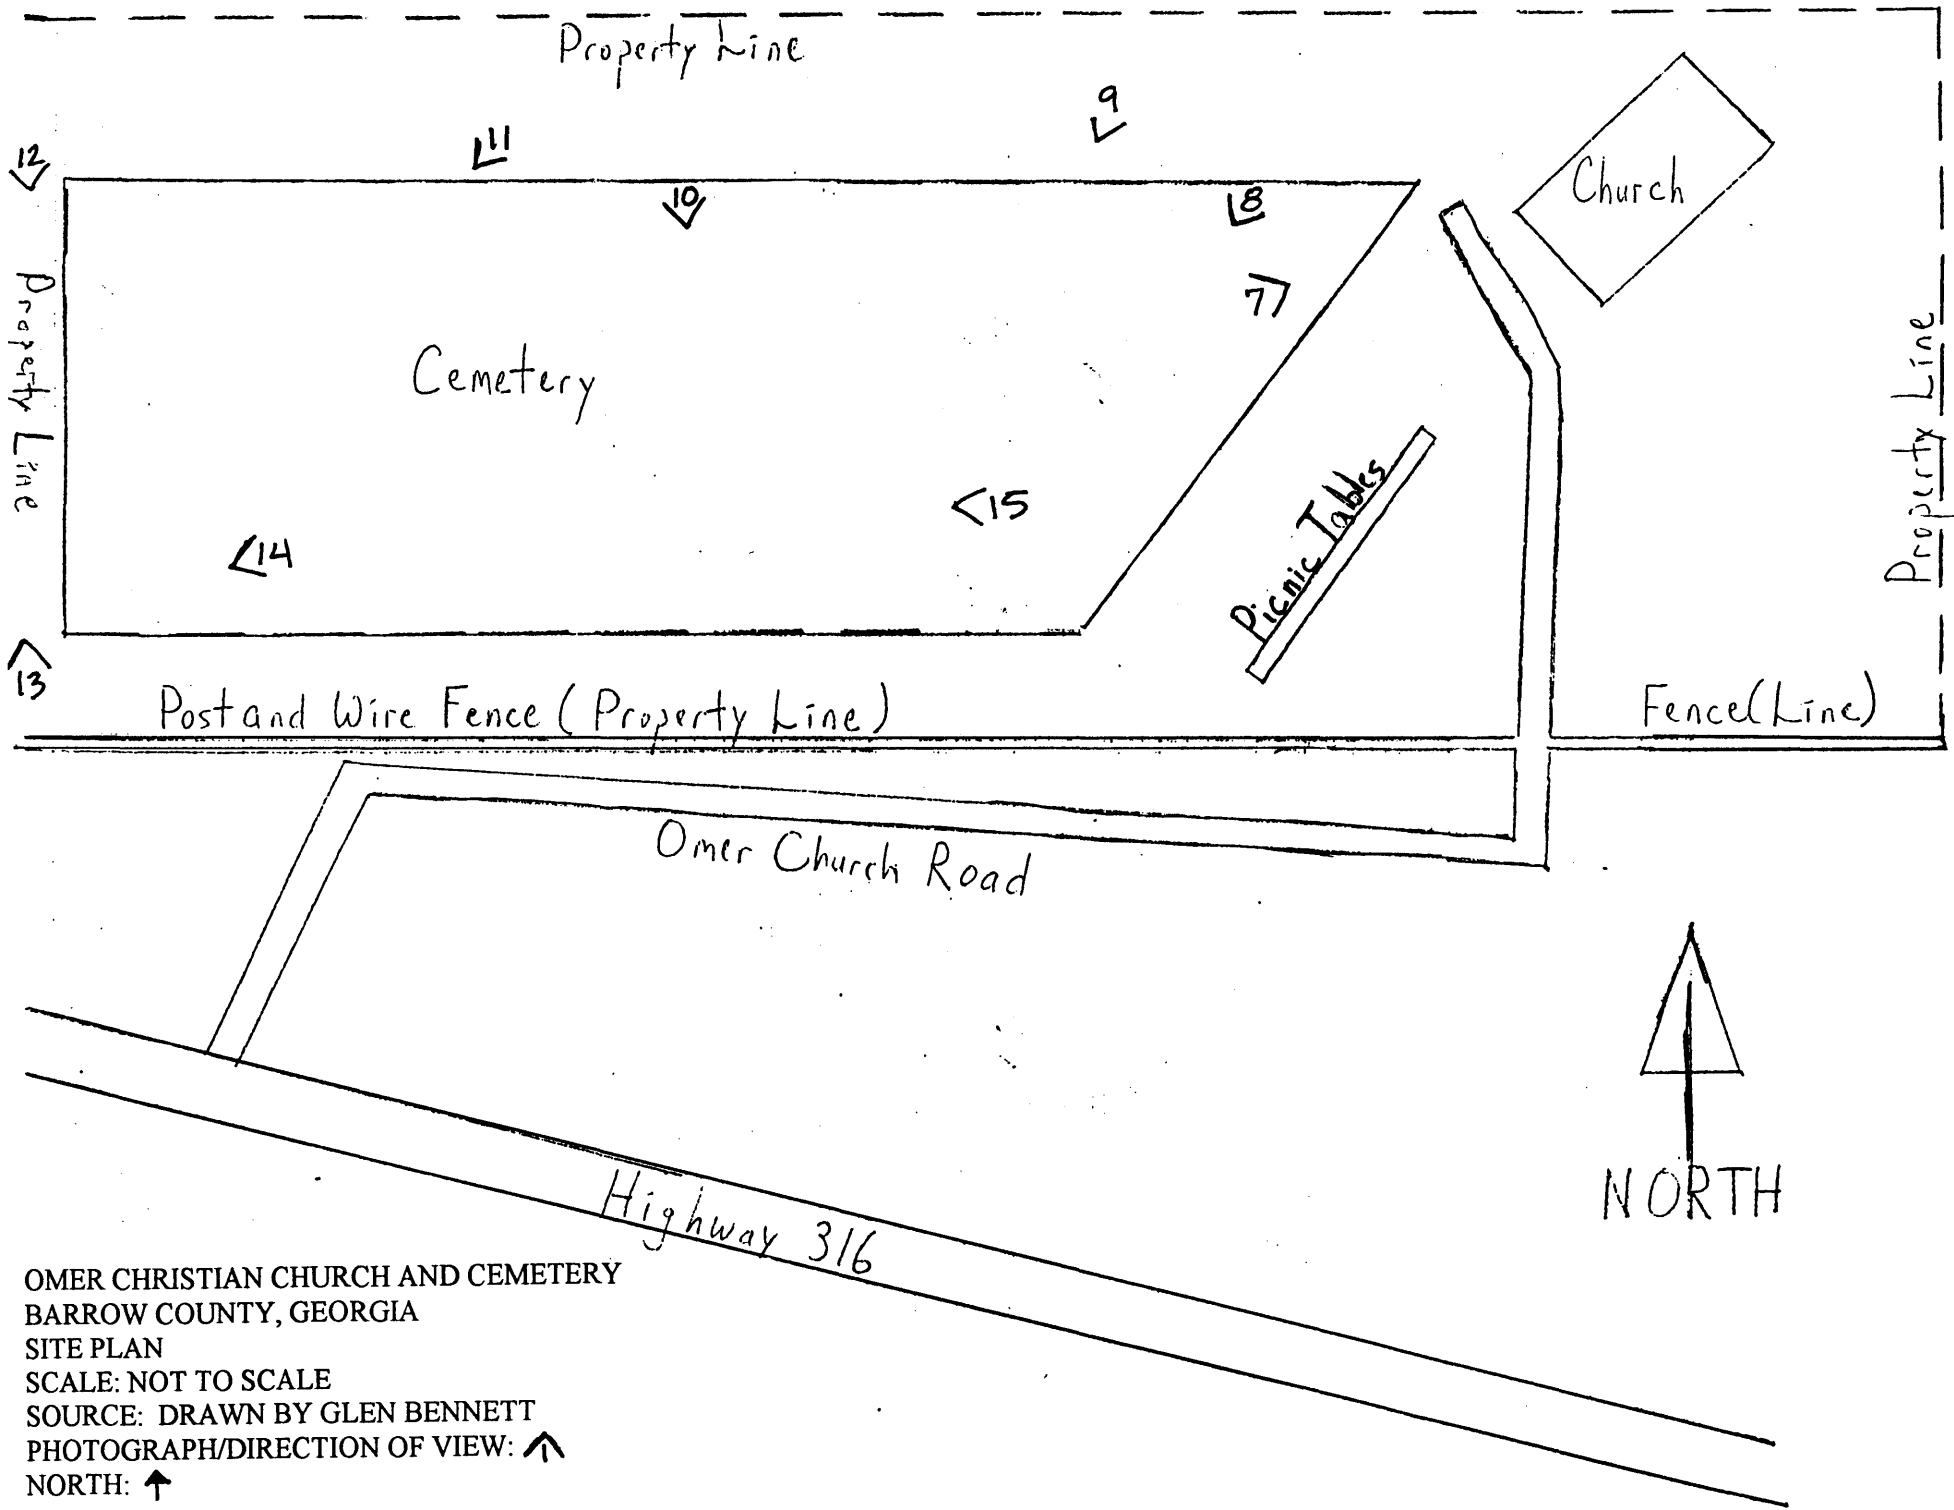 Property Line
9
11
12
Church
10
8
Property Line
7
Property Line
Cemetery
Picnic Tables
15
14
13
Post and Wire Fence (Property Line)
Fence (Line)
Omer Church Road
NORTH
Highway 316
OMER CHRISTIAN CHURCH AND CEMETERY
BARROW COUNTY, GEORGIA
SITE PLAN
SCALE: NOT TO SCALE
SOURCE: DRAWN BY GLEN BENNETT
PHOTOGRAPH/DIRECTION OF VIEW: 1
NORTH: